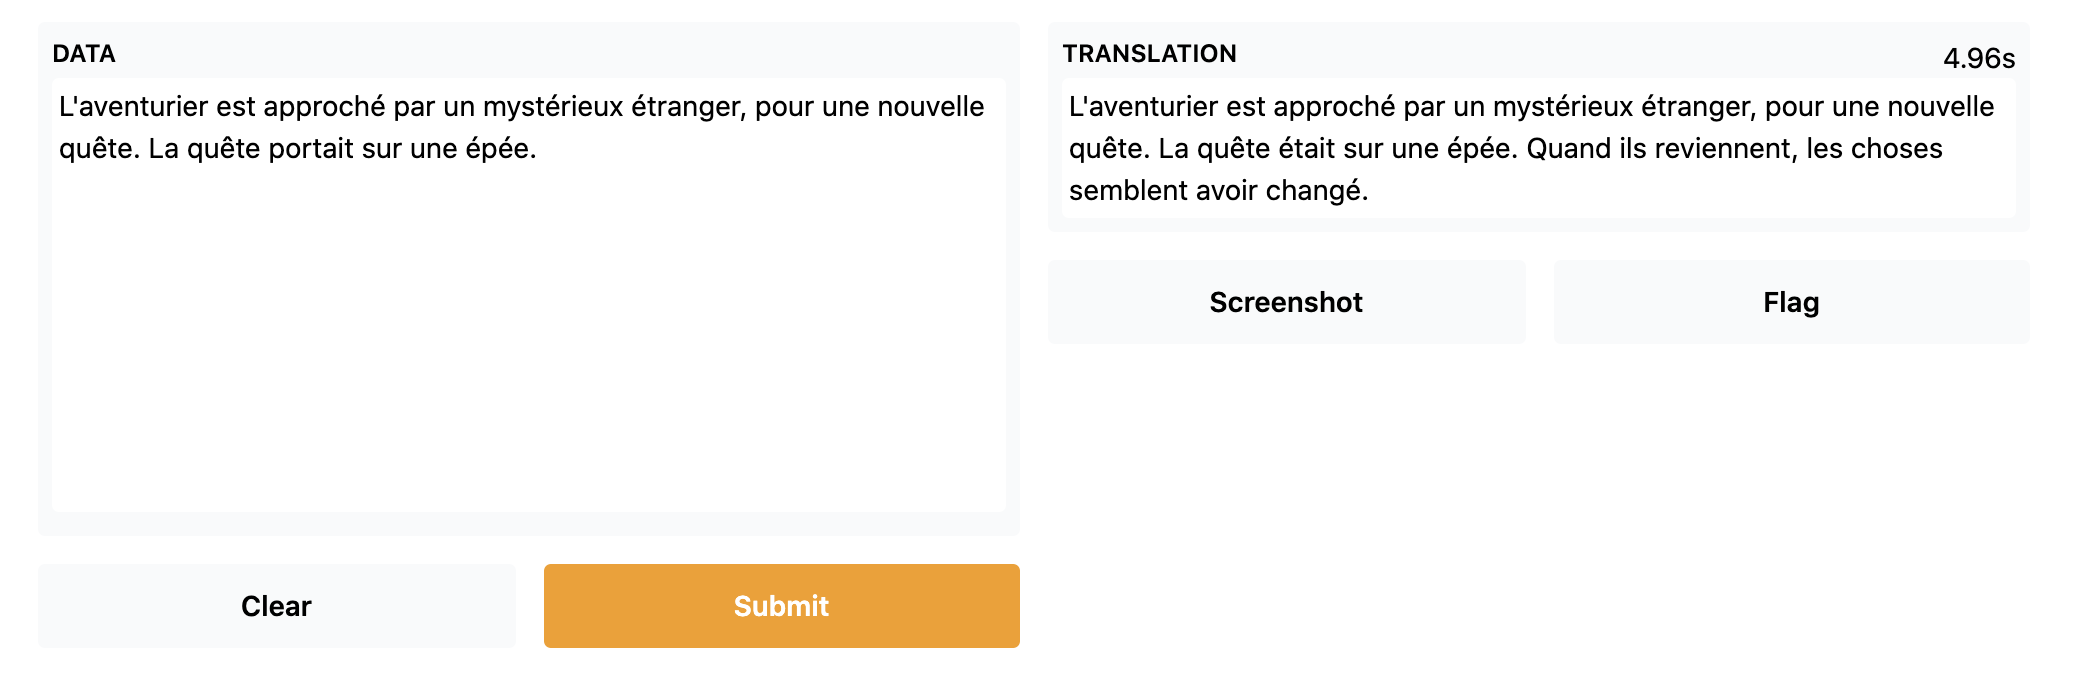 DATA
L'aventurier est approché par un mystérieux étranger, pour une nouvelle
quête. La quête portait sur une épée.
Clear
Submit
TRANSLATION
4.96s
L'aventurier est approché par un mystérieux étranger, pour une nouvelle
quête. La quête était sur une épée. Quand ils reviennent, les choses
semblent avoir changé.
Screenshot
Flag